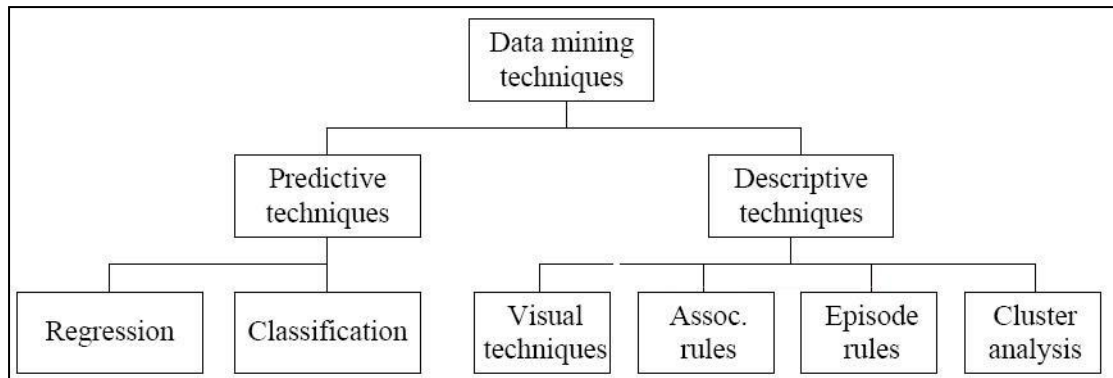 Data mining
techniques
Predictive
techniques
Descriptive
techniques
Regression
Classification
Visual
techniques
Assoc.
rules
Episode
rules
Cluster
analysis